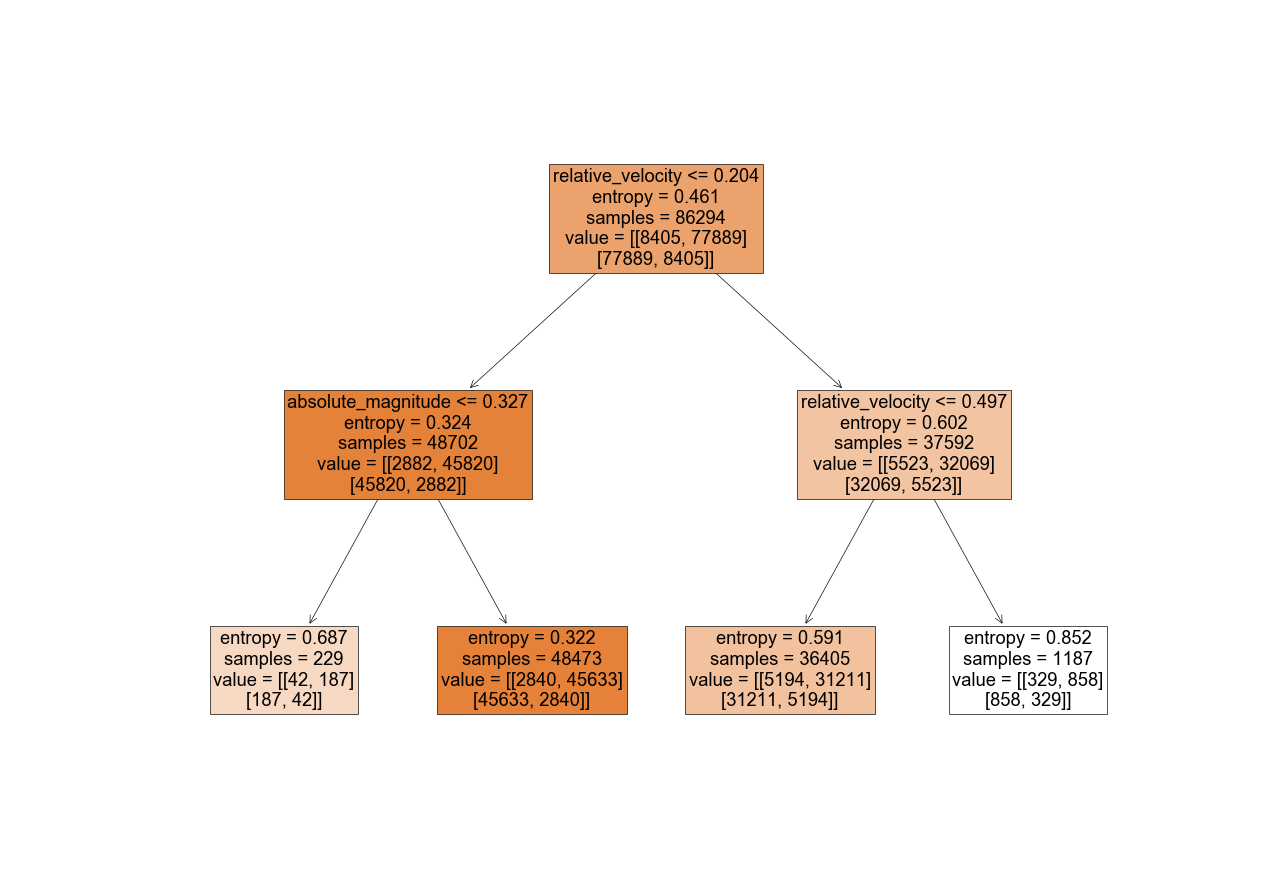 relative_velocity <= 0.204
entropy = 0.461
samples = 86294
value = [[8405, 77889]
[77889, 8405]]
absolute_magnitude <= 0.327
entropy = 0.324
samples = 48702
value = [[2882, 45820]
[45820, 2882]]
relative_velocity <= 0.497
entropy = 0.602
samples = 37592
value = [[5523, 32069]
[32069, 5523]]
entropy = 0.687
samples = 229
value = [[42, 187]
[187, 42]]
entropy = 0.322
samples = 48473
value = [[2840, 45633]
[45633, 2840]]
entropy = 0.591
samples = 36405
value = [[5194, 31211]
[31211, 5194]]
entropy = 0.852
samples = 1187
value = [[329, 858]
[858, 329]]